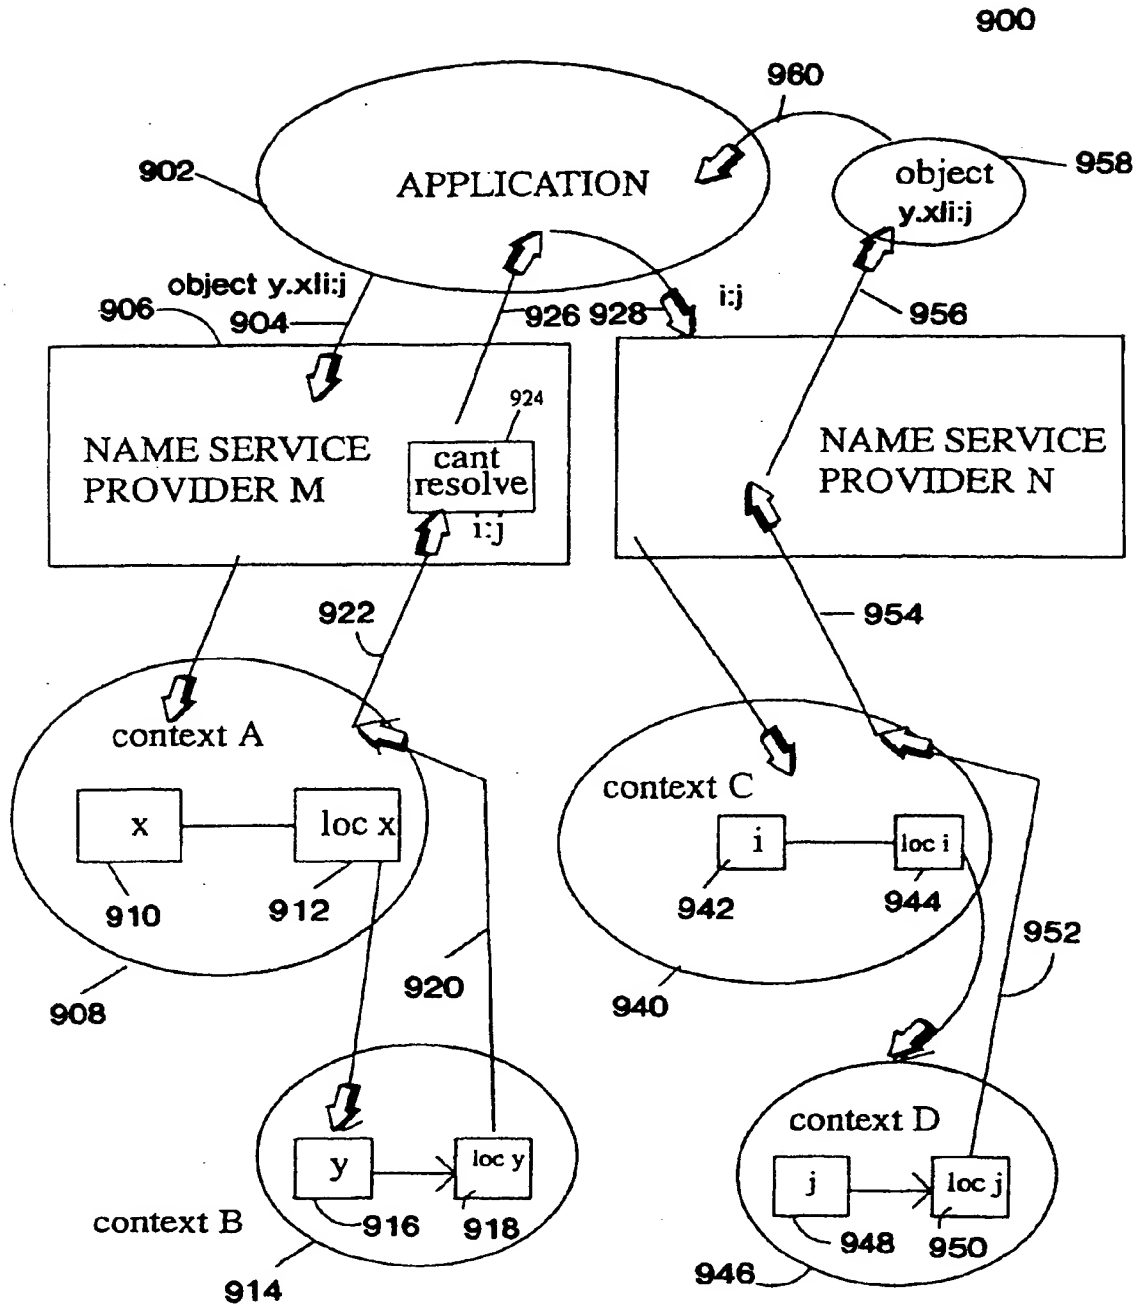 900
960
902
APPLICATION
object
y.xli:j
958
object y.xli:j
906
904
926
928
i:j
956
924
NAME SERVICE
PROVIDER M
cant
resolve
i:j
NAME SERVICE
PROVIDER N
922
954
context A
context C
x
loc x
i
loc i
910
912
942
944
908
920
940
952
context B
y
loc y
916
918
914
context D
j
loc j
948
950
946